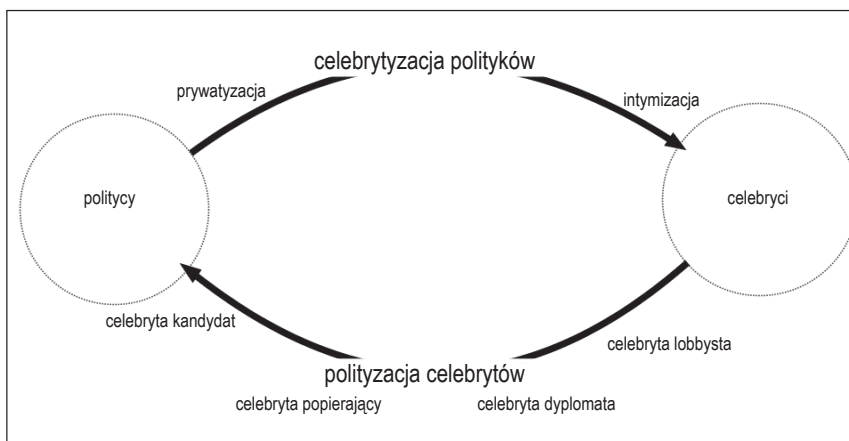 celebrytyzacja polityków
prywatyzacja
intymizacja
politycy
celebryci
celebryta kandydat
celebryta lobbysta
polityzacja celebrytów
celebryta popierający
celebryta dyplomata